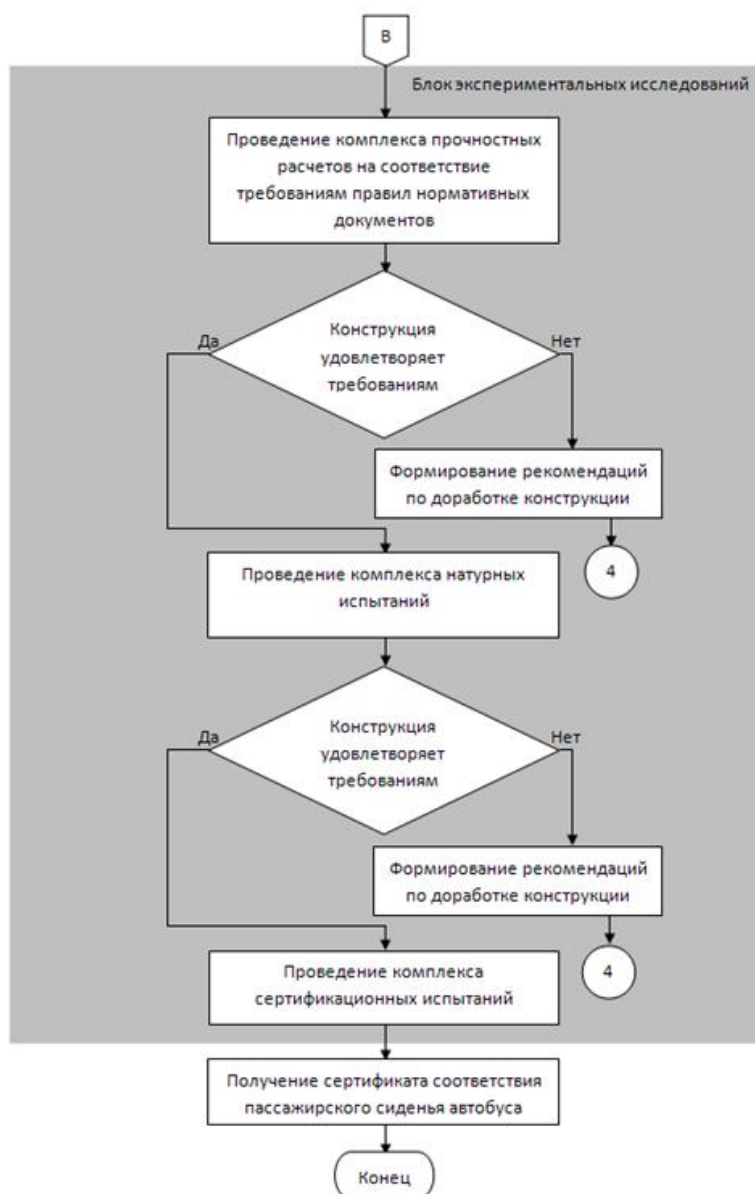 В
Блок экспериментальных исследований
Проведение комплекса прочностных
расчетов на соответствие
требованиям правил нормативных
документов
Конструкция
удовлетворяет
требованиям
Да
Нет
Формирование рекомендаций
по доработке конструкции
4
Проведение комплекса натурных
испытаний
Конструкция
удовлетворяет
требованиям
Да
Нет
Формирование рекомендаций
по доработке конструкции
4
Проведение комплекса
сертификационных испытаний
Получение сертификата соответствия
пассажирского сиденья автобуса
Конец